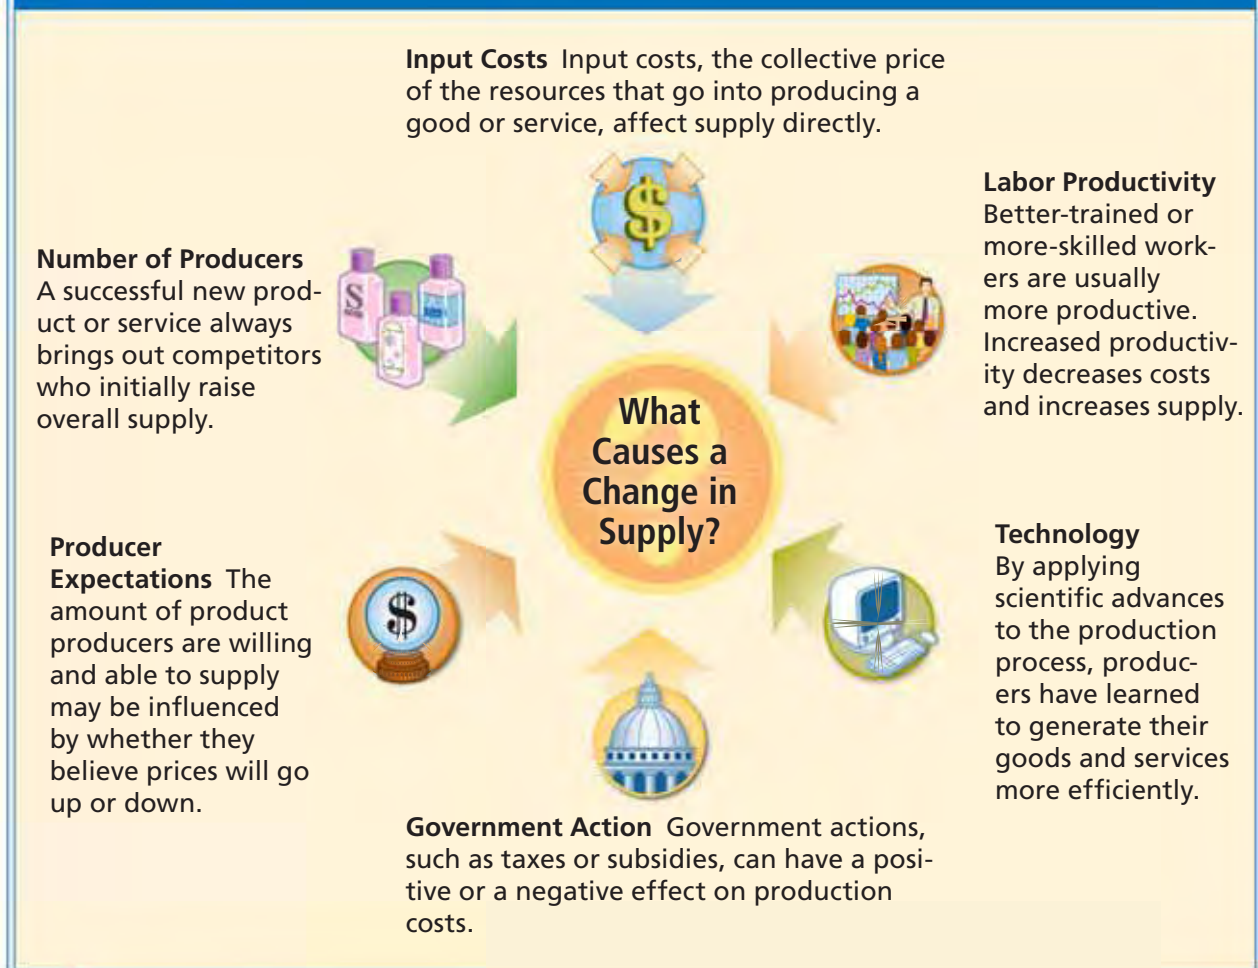 Input Costs Input costs, the collective price
of the resources that go into producing a
good or service, affect supply directly.
Labor Productivity
Better-trained or
more-skilled work-
ers are usually
more productive.
Increased productiv-
ity decreases costs
and increases supply.
Number of Producers
A successful new prod-
uct or service always
brings out competitors
who initially raise
overall supply.
$
S
What
Causes a
Change in
Supply?
Producer
Expectations The
amount of product
producers are willing
and able to supply
may be influenced
by whether they
believe prices will go
up or down.
$
Technology
By applying
scientific advances
to the production
process, produc-
ers have learned
to generate their
goods and services
more efficiently.
Government Action Government actions,
such as taxes or subsidies, can have a posi-
tive or a negative effect on production
costs.